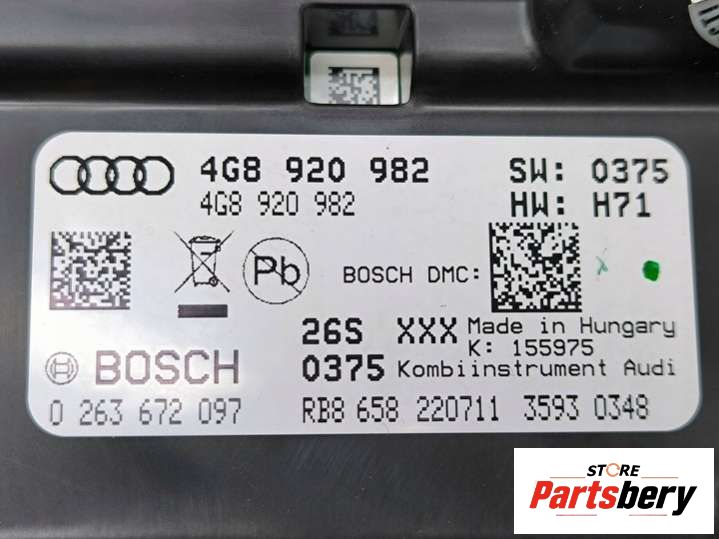 4G8 920 982 SW: 0375
4G8 920 982 HW: H71
Pb BOSCH DMC:
26S XXX Made in Hungary
K: 155975
BOSCH 0375 Kombiinstrument Audi
0 263 672 097 RB8 658 220711 3593 0348
STORE
Partsbery